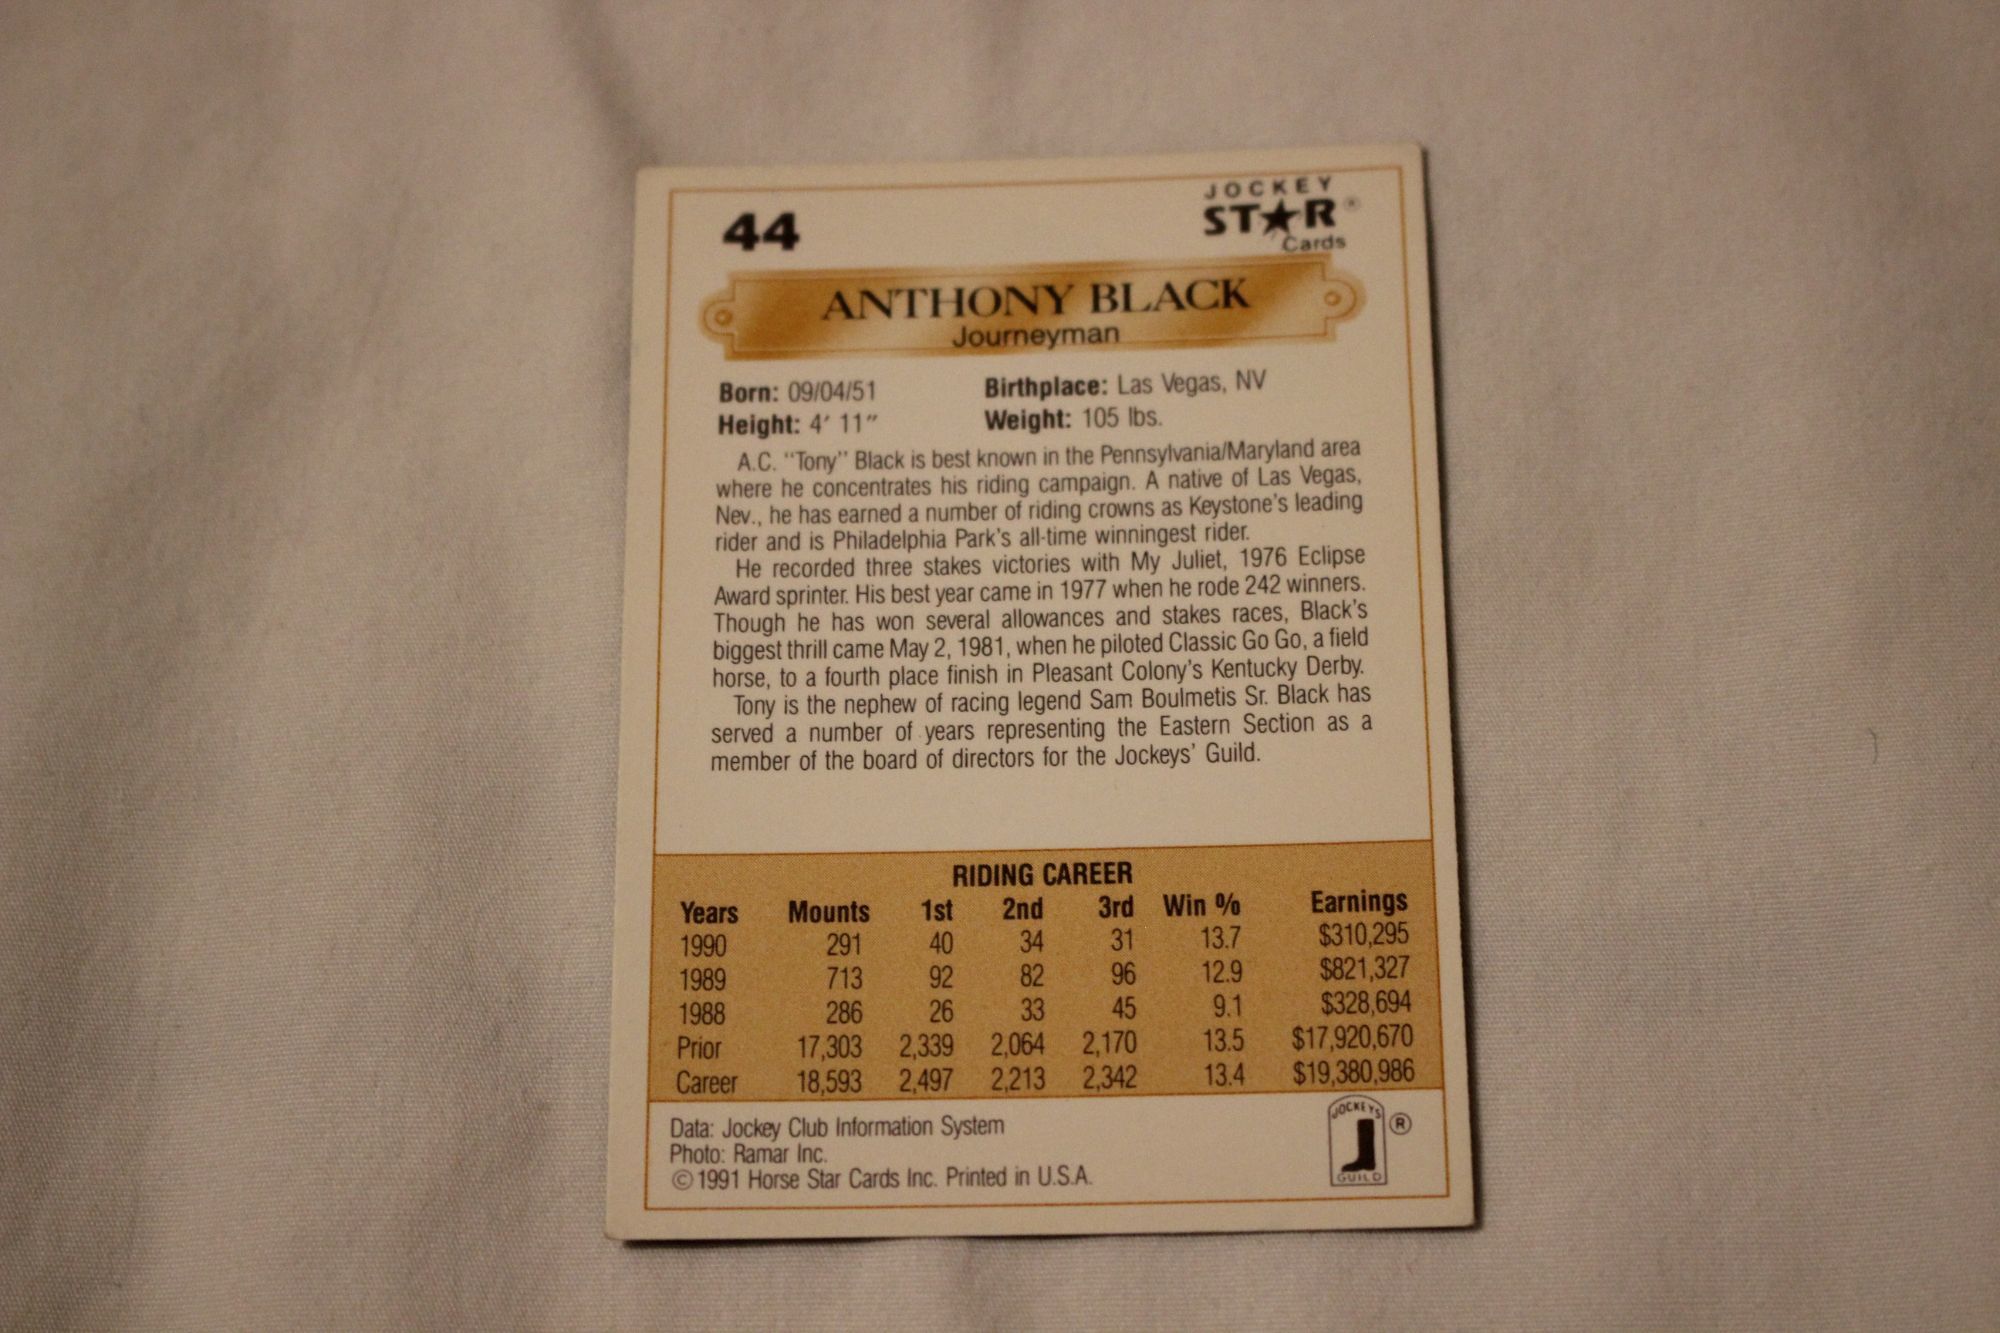 44
JOCKEY
ST★R®
Cards
ANTHONY BLACK
Journeyman
Born: 09/04/51 Birthplace: Las Vegas, NV
Height: 4′ 11″ Weight: 105 lbs.
A.C. "Tony" Black is best known in the Pennsylvania/Maryland area
where he concentrates his riding campaign. A native of Las Vegas,
Nev., he has earned a number of riding crowns as Keystone's leading
rider and is Philadelphia Park's all-time winningest rider.
He recorded three stakes victories with My Juliet, 1976 Eclipse
Award sprinter. His best year came in 1977 when he rode 242 winners.
Though he has won several allowances and stakes races, Black's
biggest thrill came May 2, 1981, when he piloted Classic Go Go, a field
horse, to a fourth place finish in Pleasant Colony's Kentucky Derby.
Tony is the nephew of racing legend Sam Boulmetis Sr. Black has
served a number of years representing the Eastern Section as a
member of the board of directors for the Jockeys' Guild.
RIDING CAREER
Years Mounts 1st 2nd 3rd Win % Earnings
1990 291 40 34 31 13.7 $310,295
1989 713 92 82 96 12.9 $821,327
1988 286 26 33 45 9.1 $328,694
Prior 17,303 2,339 2,064 2,170 13.5 $17,920,670
Career 18,593 2,497 2,213 2,342 13.4 $19,380,986
Data: Jockey Club Information System
Photo: Ramar Inc.
©1991 Horse Star Cards Inc. Printed in U.S.A.
JOCKEYS ®
GUILD